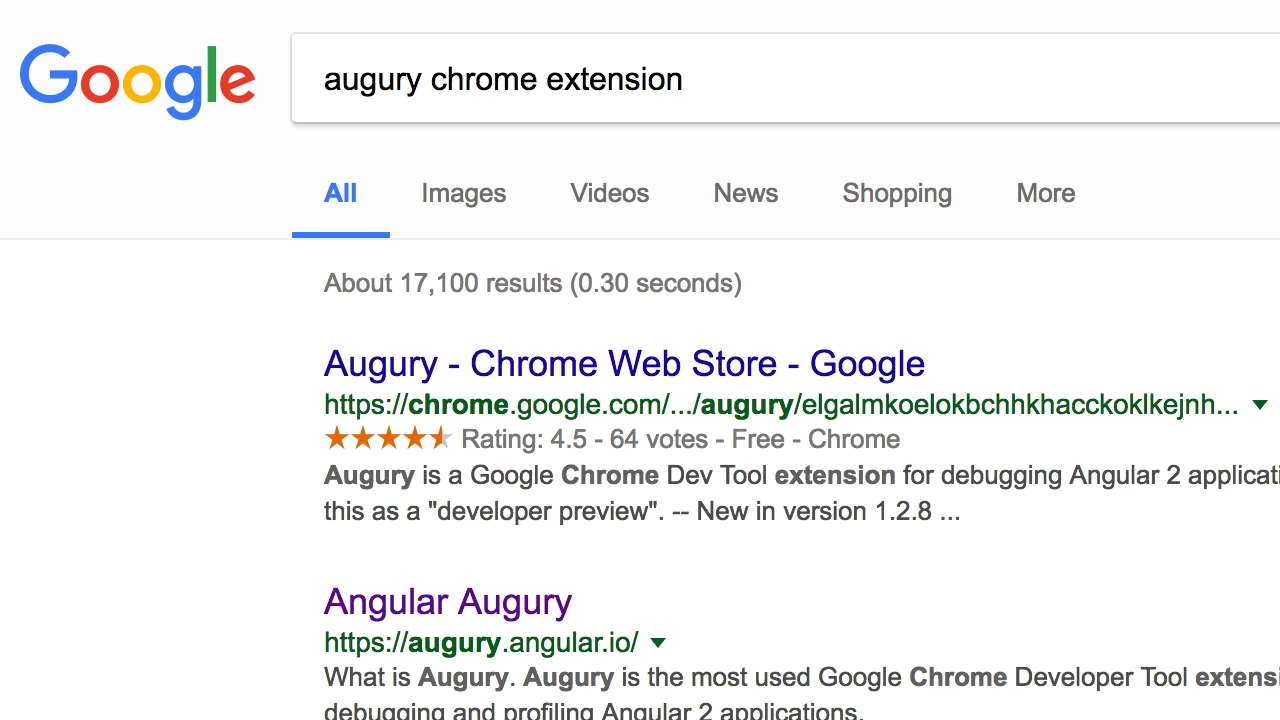 Google
augury chrome extension
All Images Videos News Shopping More
About 17,100 results (0.30 seconds)
Augury - Chrome Web Store - Google
https://chrome.google.com/.../augury/elgalmkoelokbchhkhacckoklkejnh...
Rating: 4.5 - 64 votes - Free - Chrome
Augury is a Google Chrome Dev Tool extension for debugging Angular 2 applicati
this as a "developer preview". -- New in version 1.2.8 ...
Angular Augury
https://augury.angular.io/
What is Augury. Augury is the most used Google Chrome Developer Tool extensi
debugging and profiling Angular 2 applications.